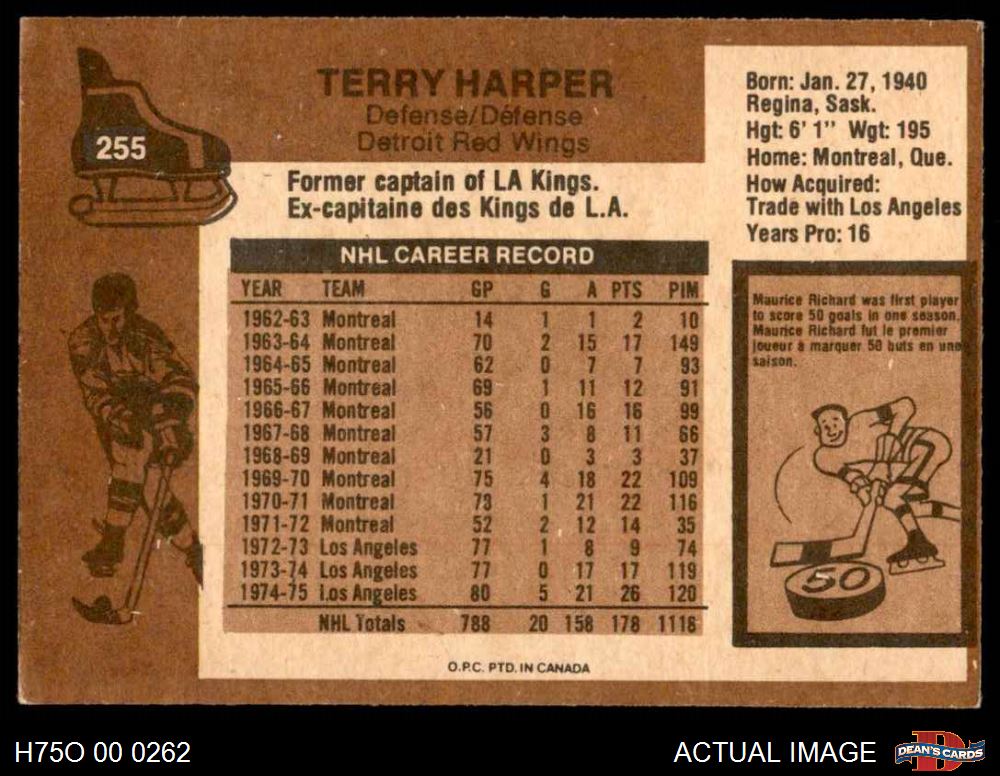 TERRY HARPER
Defense/Défense
Detroit Red Wings
255
Former captain of LA Kings.
Ex-capitaine des Kings de L.A.
Born: Jan. 27, 1940
Regina, Sask.
Hgt: 6' 1" Wgt: 195
Home: Montreal, Que.
How Acquired:
Trade with Los Angeles
Years Pro: 16
NHL CAREER RECORD
YEAR TEAM GP G A PTS PIM
1962-63 Montreal 14 1 1 2 10
1963-64 Montreal 70 2 15 17 149
1964-65 Montreal 62 0 7 7 93
1965-66 Montreal 69 1 11 12 91
1966-67 Montreal 56 0 16 16 99
1967-68 Montreal 57 3 8 11 66
1968-69 Montreal 21 0 3 3 37
1969-70 Montreal 75 4 18 22 109
1970-71 Montreal 73 1 21 22 116
1971-72 Montreal 52 2 12 14 35
1972-73 Los Angeles 77 1 8 9 74
1973-74 Los Angeles 77 0 17 17 119
1974-75 Los Angeles 80 5 21 26 120
NHL Totals 788 20 158 178 1118
Maurice Richard was first player
to score 50 goals in one season.
Maurice Richard fut le premier
joueur à marquer 50 buts en une
saison.
50
O.P.C. PTD. IN CANADA
H75O 00 0262
ACTUAL IMAGE
DEAN'S CARDS